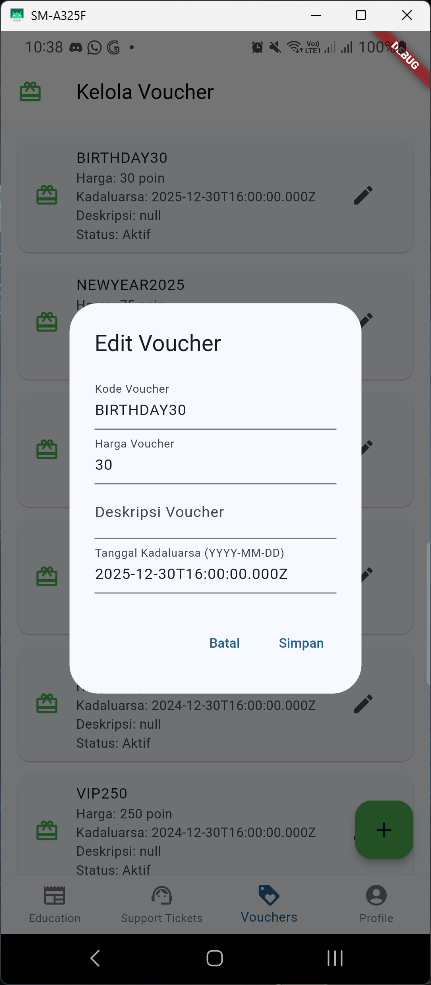 SM-A325F
10:38
100%
DEBUG
Kelola Voucher
BIRTHDAY30
Harga: 30 poin
Kadaluarsa: 2025-12-30T16:00:00.000Z
Deskripsi: null
Status: Aktif
NEWYEAR2025
Edit Voucher
Kode Voucher
BIRTHDAY30
Harga Voucher
30
Deskripsi Voucher
Tanggal Kadaluarsa (YYYY-MM-DD)
2025-12-30T16:00:00.000Z
Batal
Simpan
Kadaluarsa: 2024-12-30T16:00:00.000Z
Deskripsi: null
Status: Aktif
VIP250
Harga: 250 poin
Kadaluarsa: 2024-12-30T16:00:00.000Z
Deskripsi: null
Status: Aktif
Education
Support Tickets
Vouchers
Profile